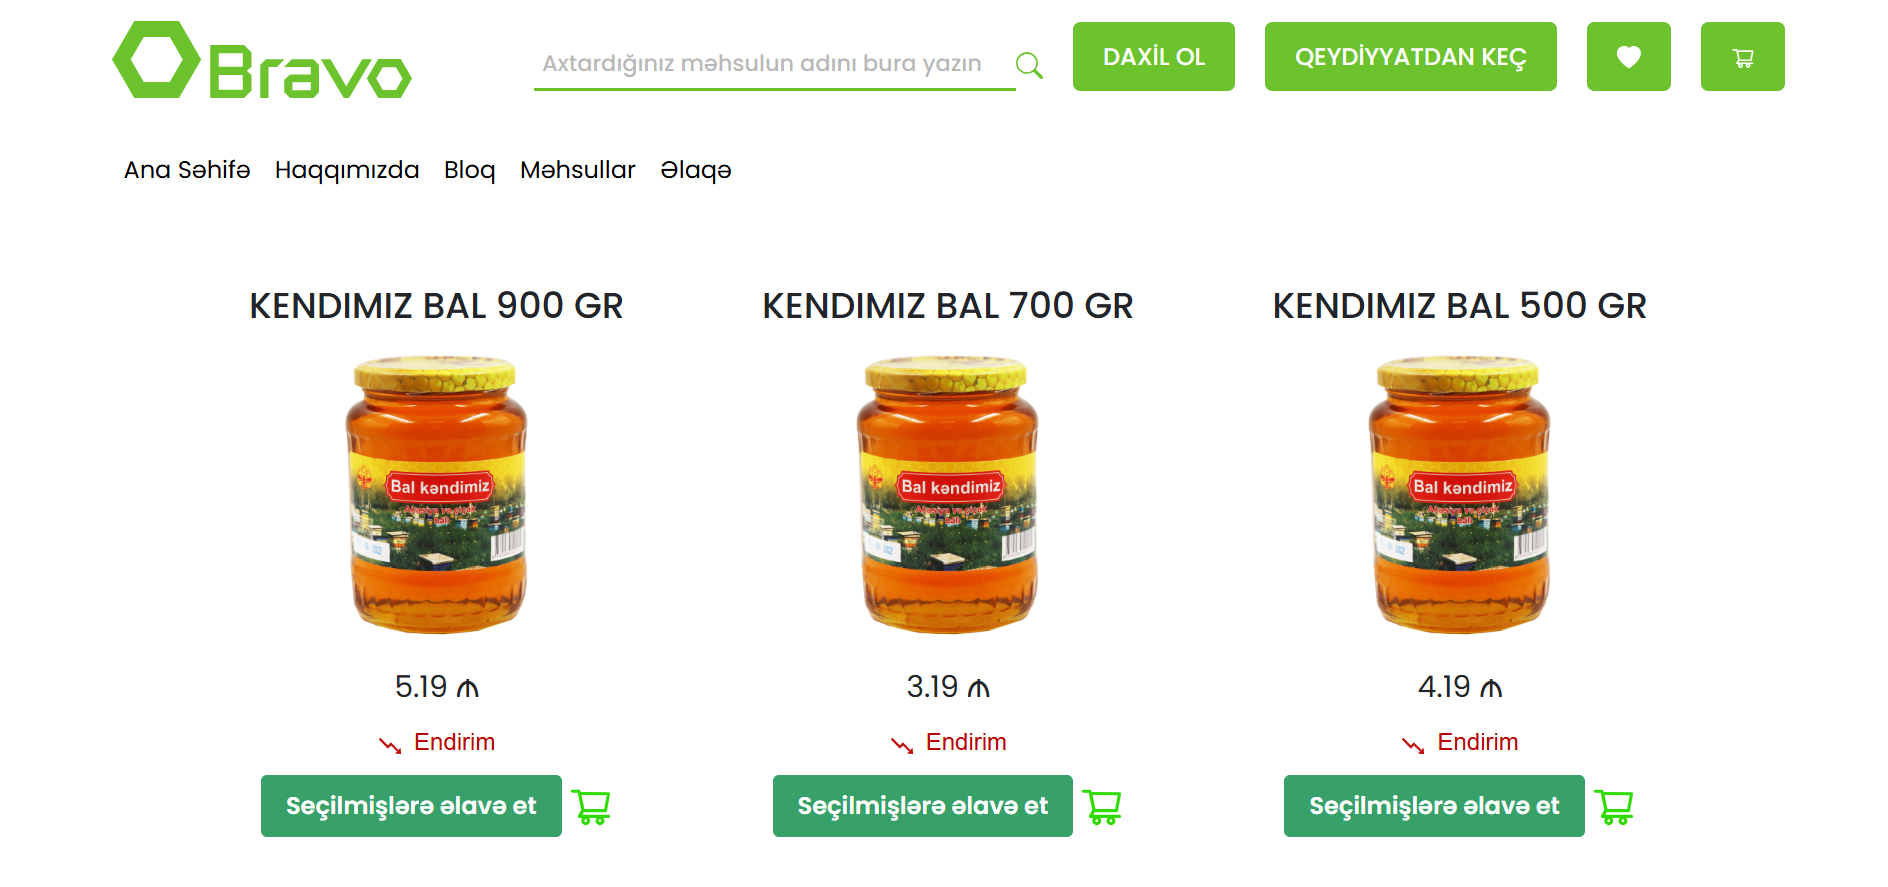 Bravo
Axtardığınız məhsulun adını bura yazın
DAXİL OL
QEYDİYYATDAN KEÇ
Ana Səhifə Haqqımızda Bloq Məhsullar Əlaqə
KENDIMIZ BAL 900 GR
Bal kəndimiz
5.19 ₼
Endirim
Seçilmişlərə əlavə et
KENDIMIZ BAL 700 GR
Bal kəndimiz
3.19 ₼
Endirim
Seçilmişlərə əlavə et
KENDIMIZ BAL 500 GR
Bal kəndimiz
4.19 ₼
Endirim
Seçilmişlərə əlavə et